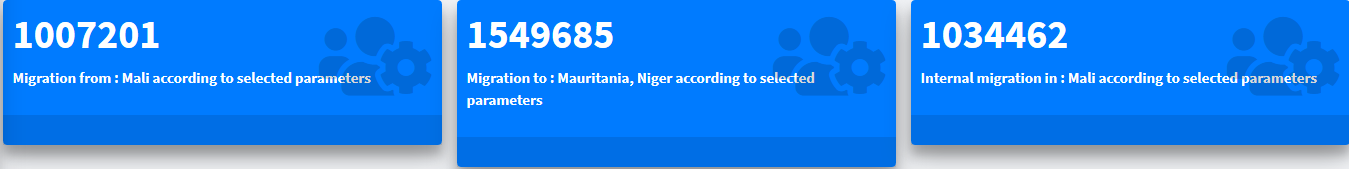 1007201
Migration from : Mali according to selected parameters
1549685
Migration to : Mauritania, Niger according to selected
parameters
1034462
Internal migration in : Mali according to selected parameters